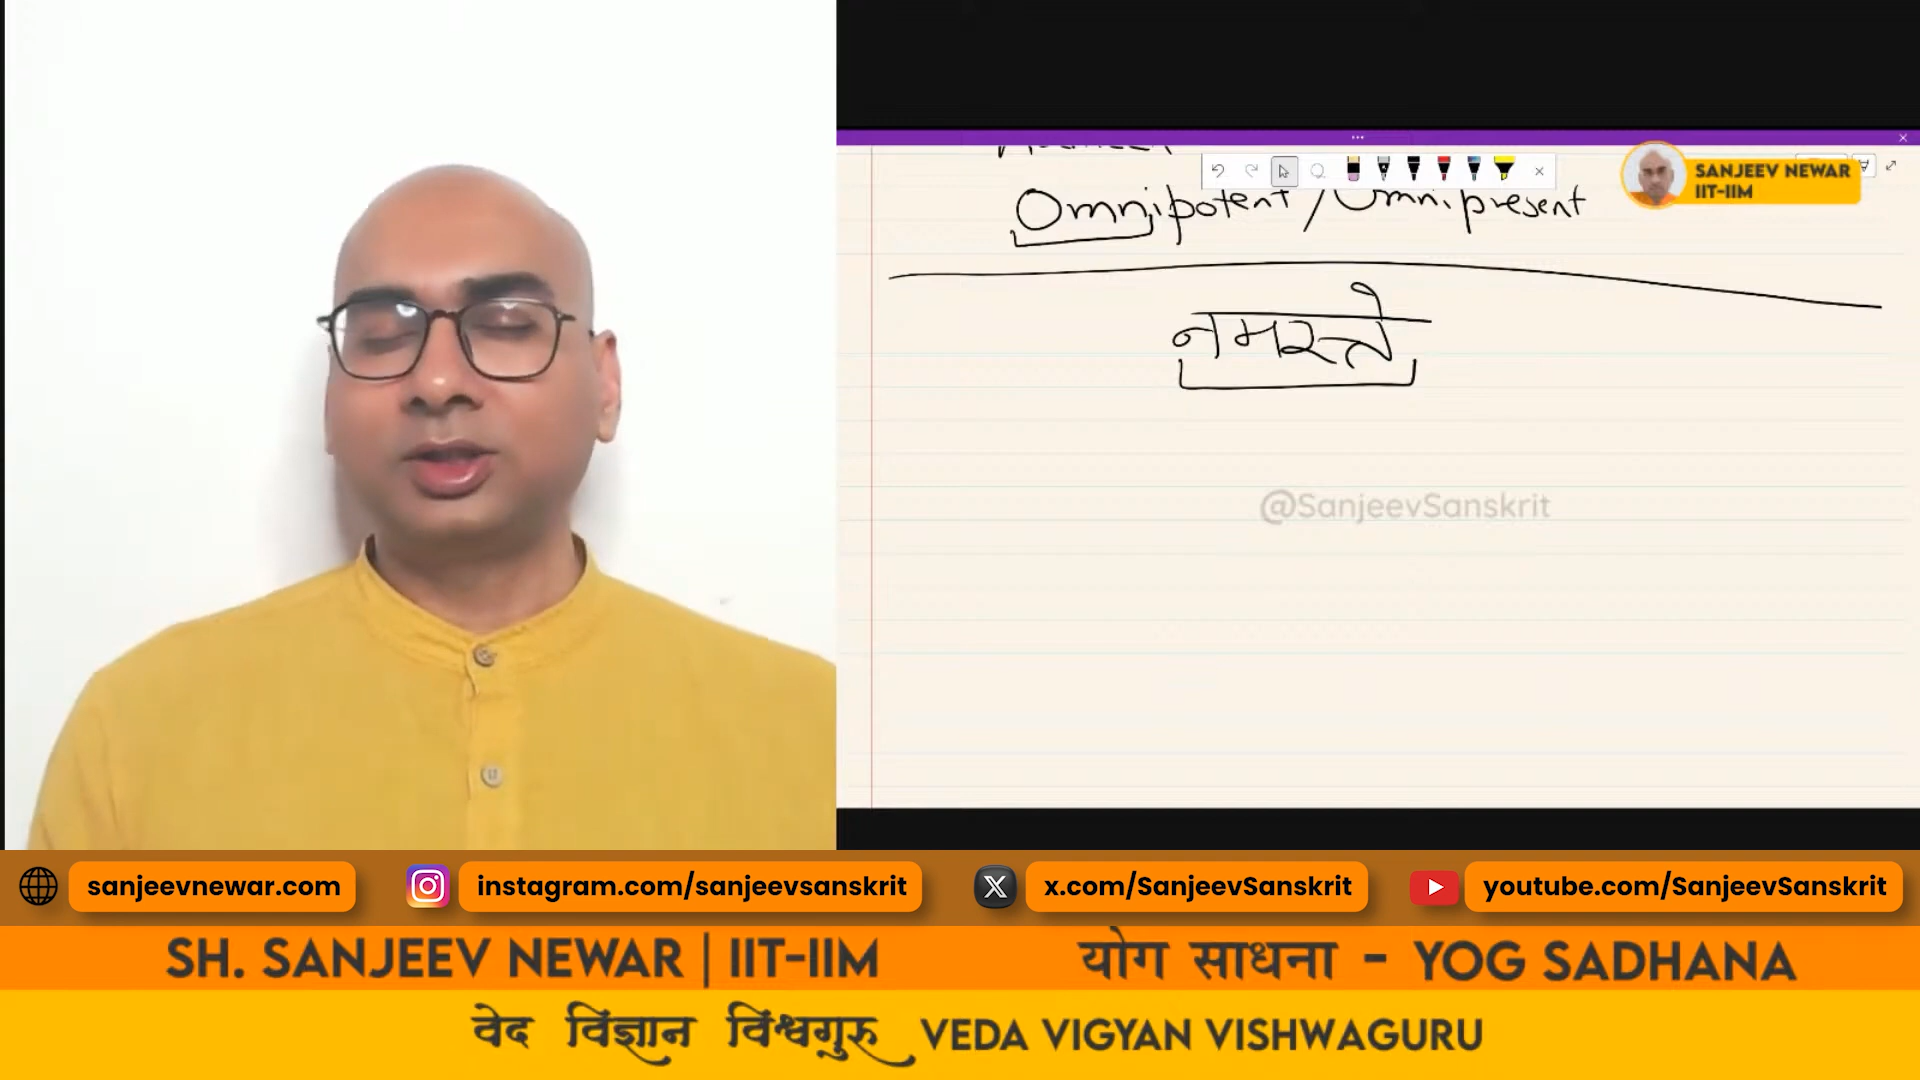 SANJEEV NEWAR
IIT-IIM
Omnipotent / Omnipresent
नमस्ते
@SanjeevSanskrit
sanjeevnewar.com
instagram.com/sanjeevsanskrit
x.com/SanjeevSanskrit
youtube.com/SanjeevSanskrit
SH. SANJEEV NEWAR | IIT-IIM
योग साधना - YOG SADHANA
वेद विज्ञान विश्वगुरु VEDA VIGYAN VISHWAGURU